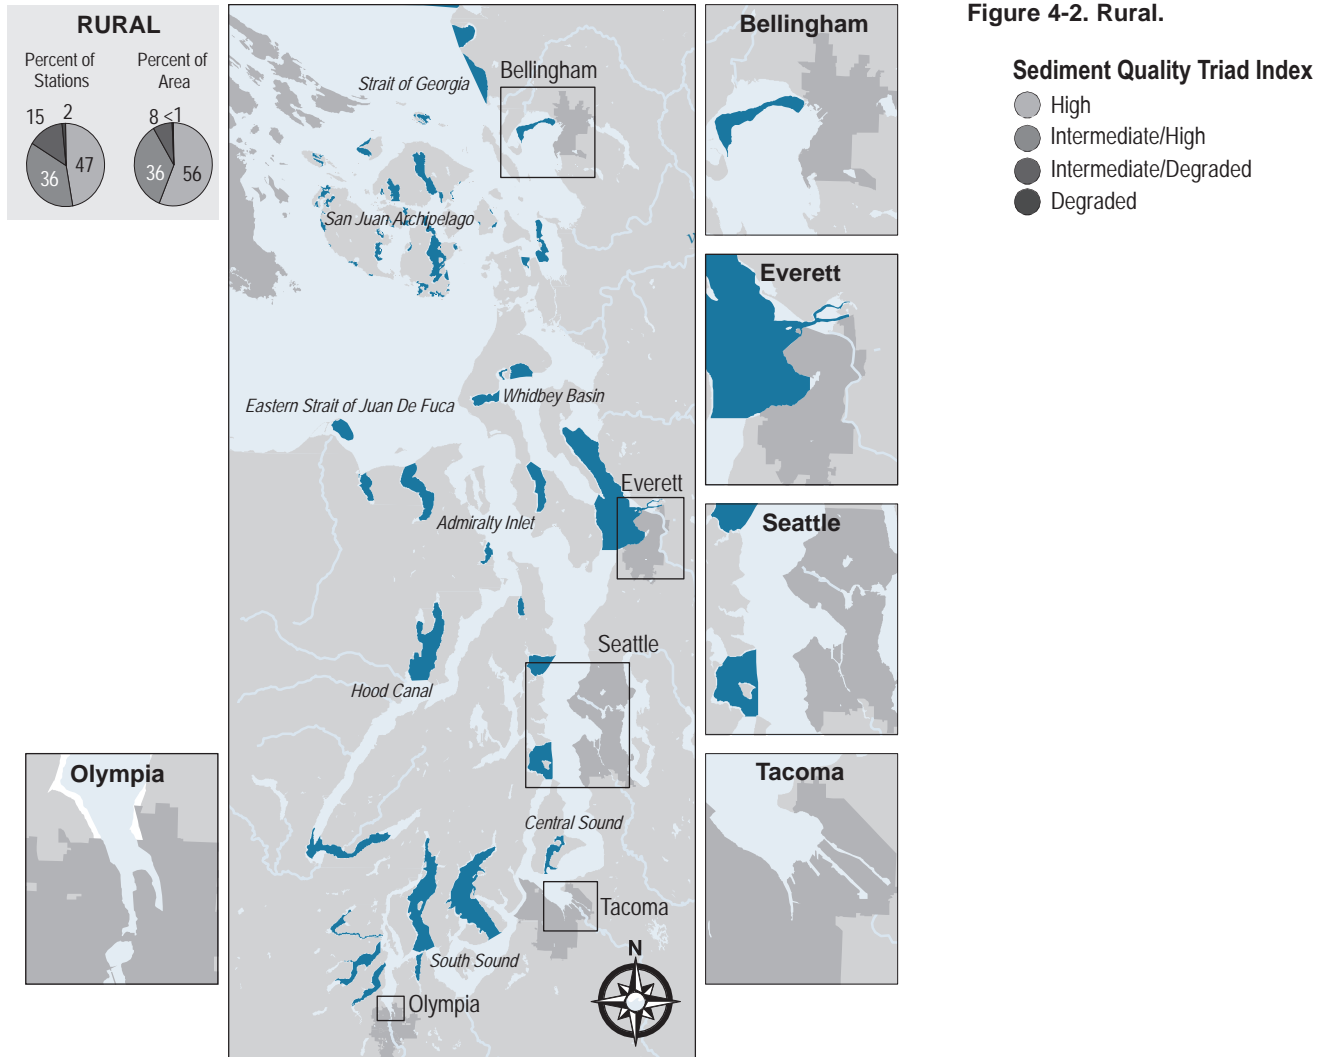 Figure 4-2. Rural.
RURAL
Percent of
Stations
Percent of
Area
15
2
47
36
8
<1
36
56
Sediment Quality Triad Index
High
Intermediate/High
Intermediate/Degraded
Degraded
Strait of Georgia
Bellingham
San Juan Archipelago
Eastern Strait of Juan De Fuca
Whidbey Basin
Everett
Admiralty Inlet
Seattle
Hood Canal
Central Sound
Tacoma
South Sound
N
Olympia
Bellingham
Everett
Seattle
Tacoma
Olympia